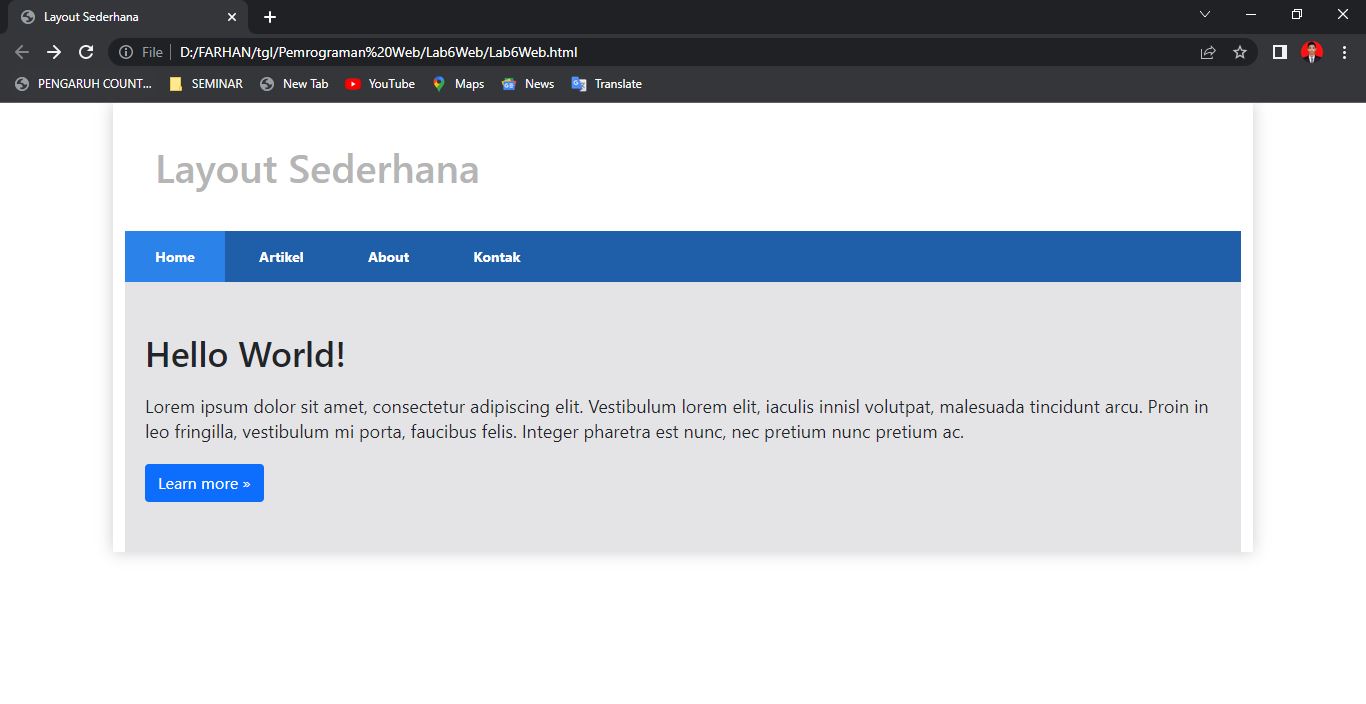 Layout Sederhana
File D:/FARHAN/tgl/Pemrograman%20Web/Lab6Web/Lab6Web.html
PENGARUH COUNT... SEMINAR New Tab YouTube Maps News Translate
Layout Sederhana
Home Artikel About Kontak
Hello World!
Lorem ipsum dolor sit amet, consectetur adipiscing elit. Vestibulum lorem elit, iaculis innisl volutpat, malesuada tincidunt arcu. Proin in
leo fringilla, vestibulum mi porta, faucibus felis. Integer pharetra est nunc, nec pretium nunc pretium ac.
Learn more »